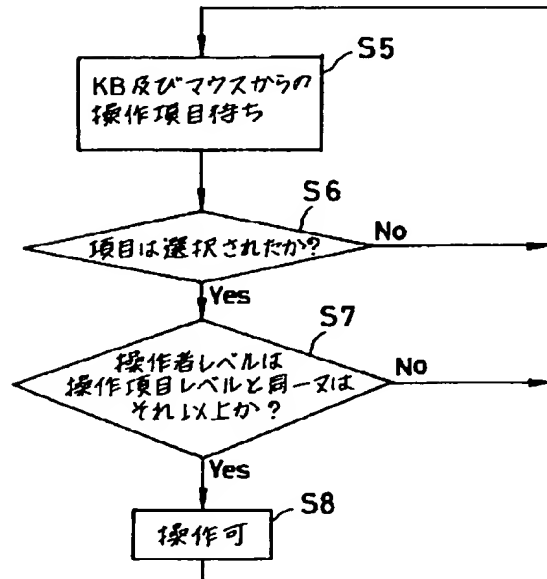 S5
KB及びマウスからの
操作項目待ち
S6
項目は選択されたか?
No
Yes
S7
操作者レベルは
操作項目レベルと同一又は
それ以上か?
No
Yes
S8
操作可